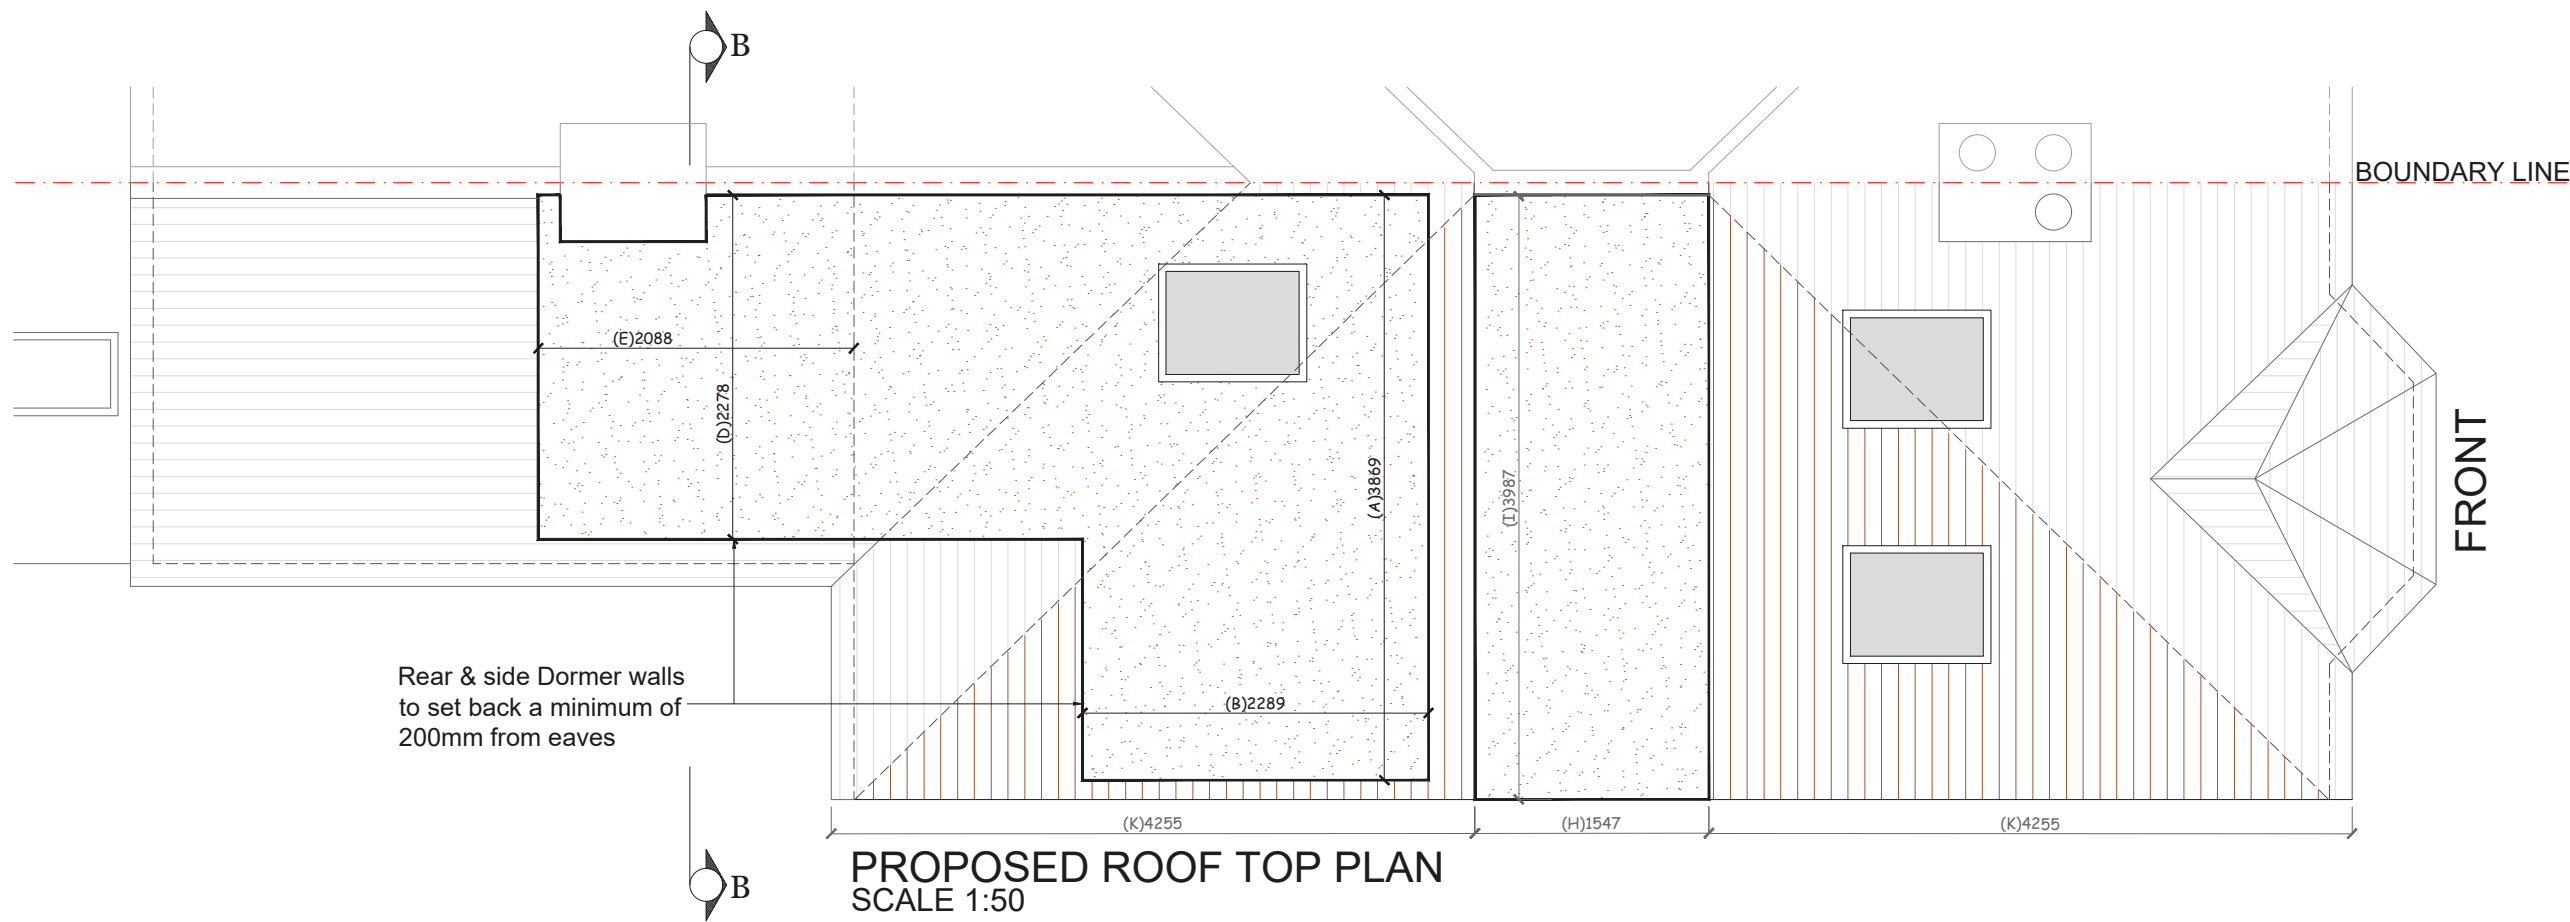 B
BOUNDARY LINE
(E)2088
(D)2278
(A)3869
(I)3987
FRONT
Rear & side Dormer walls
to set back a minimum of
200mm from eaves
(B)2289
(K)4255
(H)1547
(K)4255
PROPOSED ROOF TOP PLAN
SCALE 1:50
B